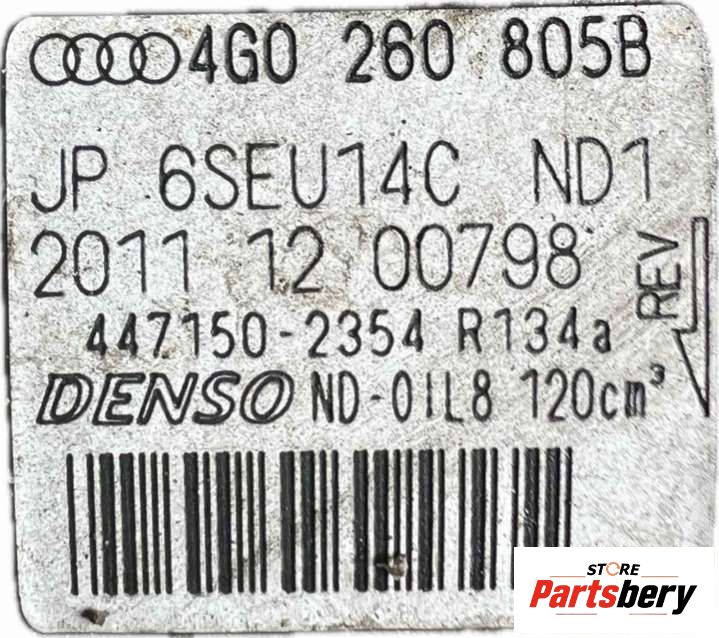 4G0 260 805B
JP 6SEU14C ND1
2011 12 00798
REV
447150-2354 R134a
DENSO ND-OIL8 120cm³
STORE
Partsbery